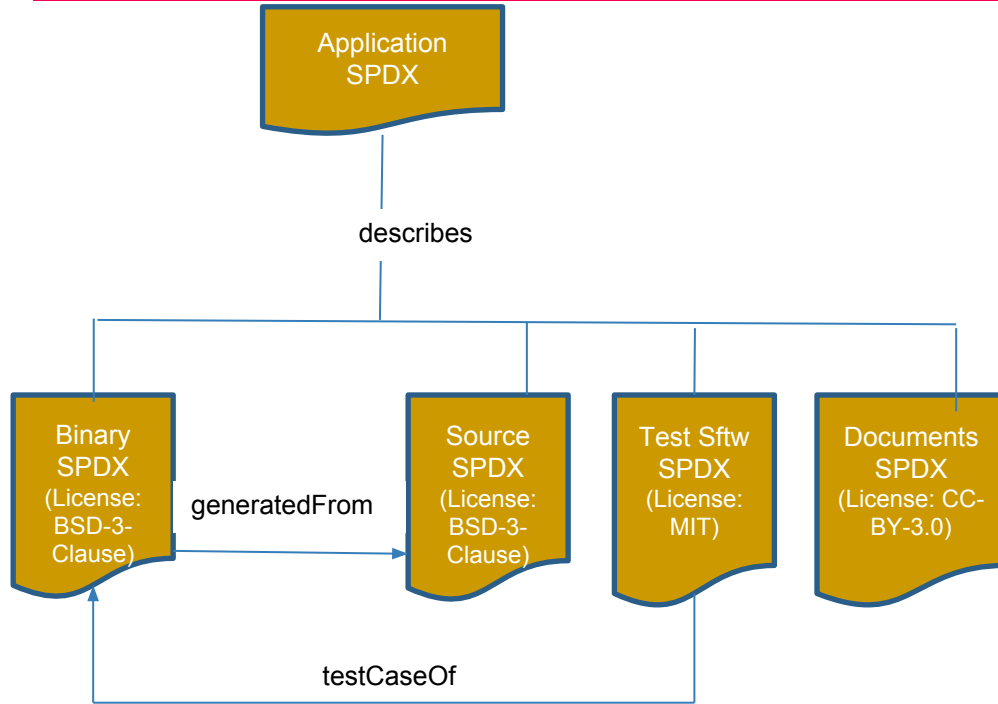 Application
SPDX
describes
Binary
SPDX
(License:
BSD-3-
Clause)
generatedFrom
Source
SPDX
(License:
BSD-3-
Clause)
Test Sftw
SPDX
(License:
MIT)
Documents
SPDX
(License: CC-
BY-3.0)
testCaseOf